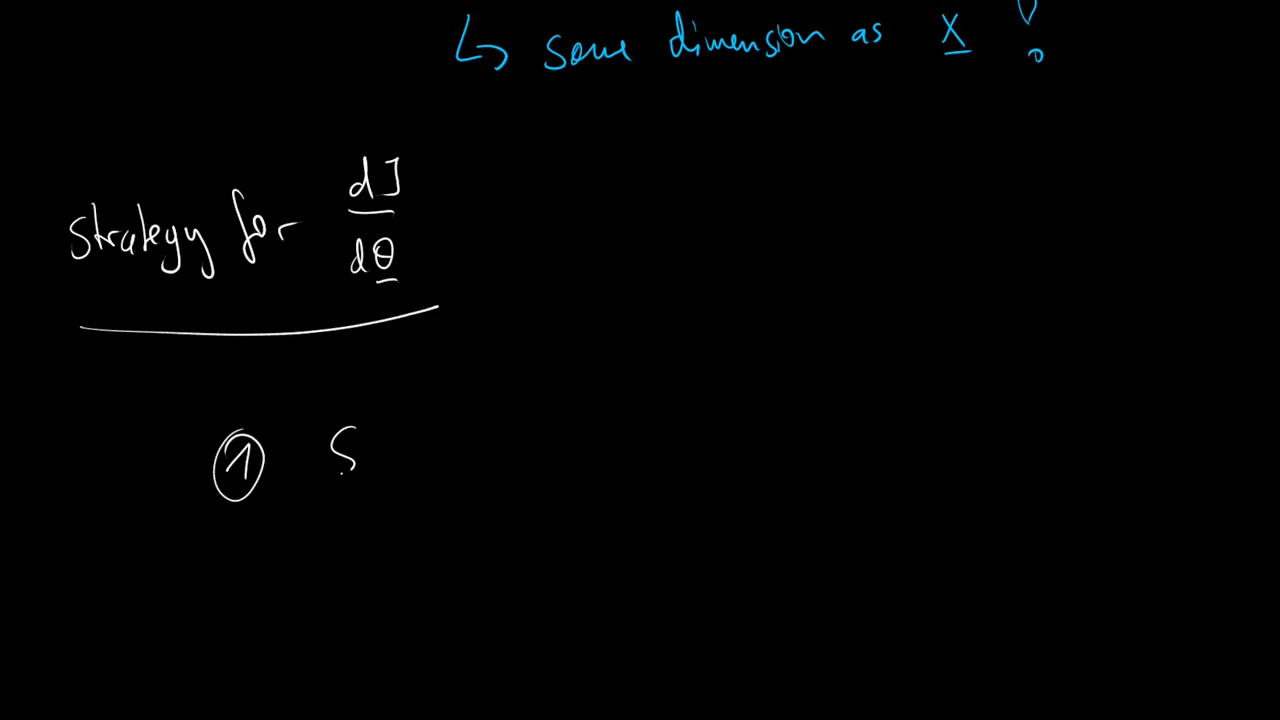 ↳ same dimension as x !
Strategy for dJ/dθ
① S